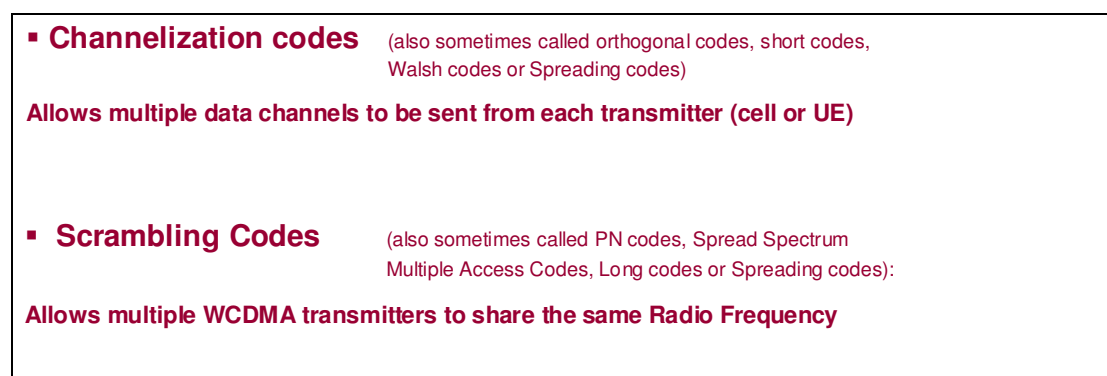 ▪ Channelization codes (also sometimes called orthogonal codes, short codes,
Walsh codes or Spreading codes)
Allows multiple data channels to be sent from each transmitter (cell or UE)
▪ Scrambling Codes (also sometimes called PN codes, Spread Spectrum
Multiple Access Codes, Long codes or Spreading codes):
Allows multiple WCDMA transmitters to share the same Radio Frequency